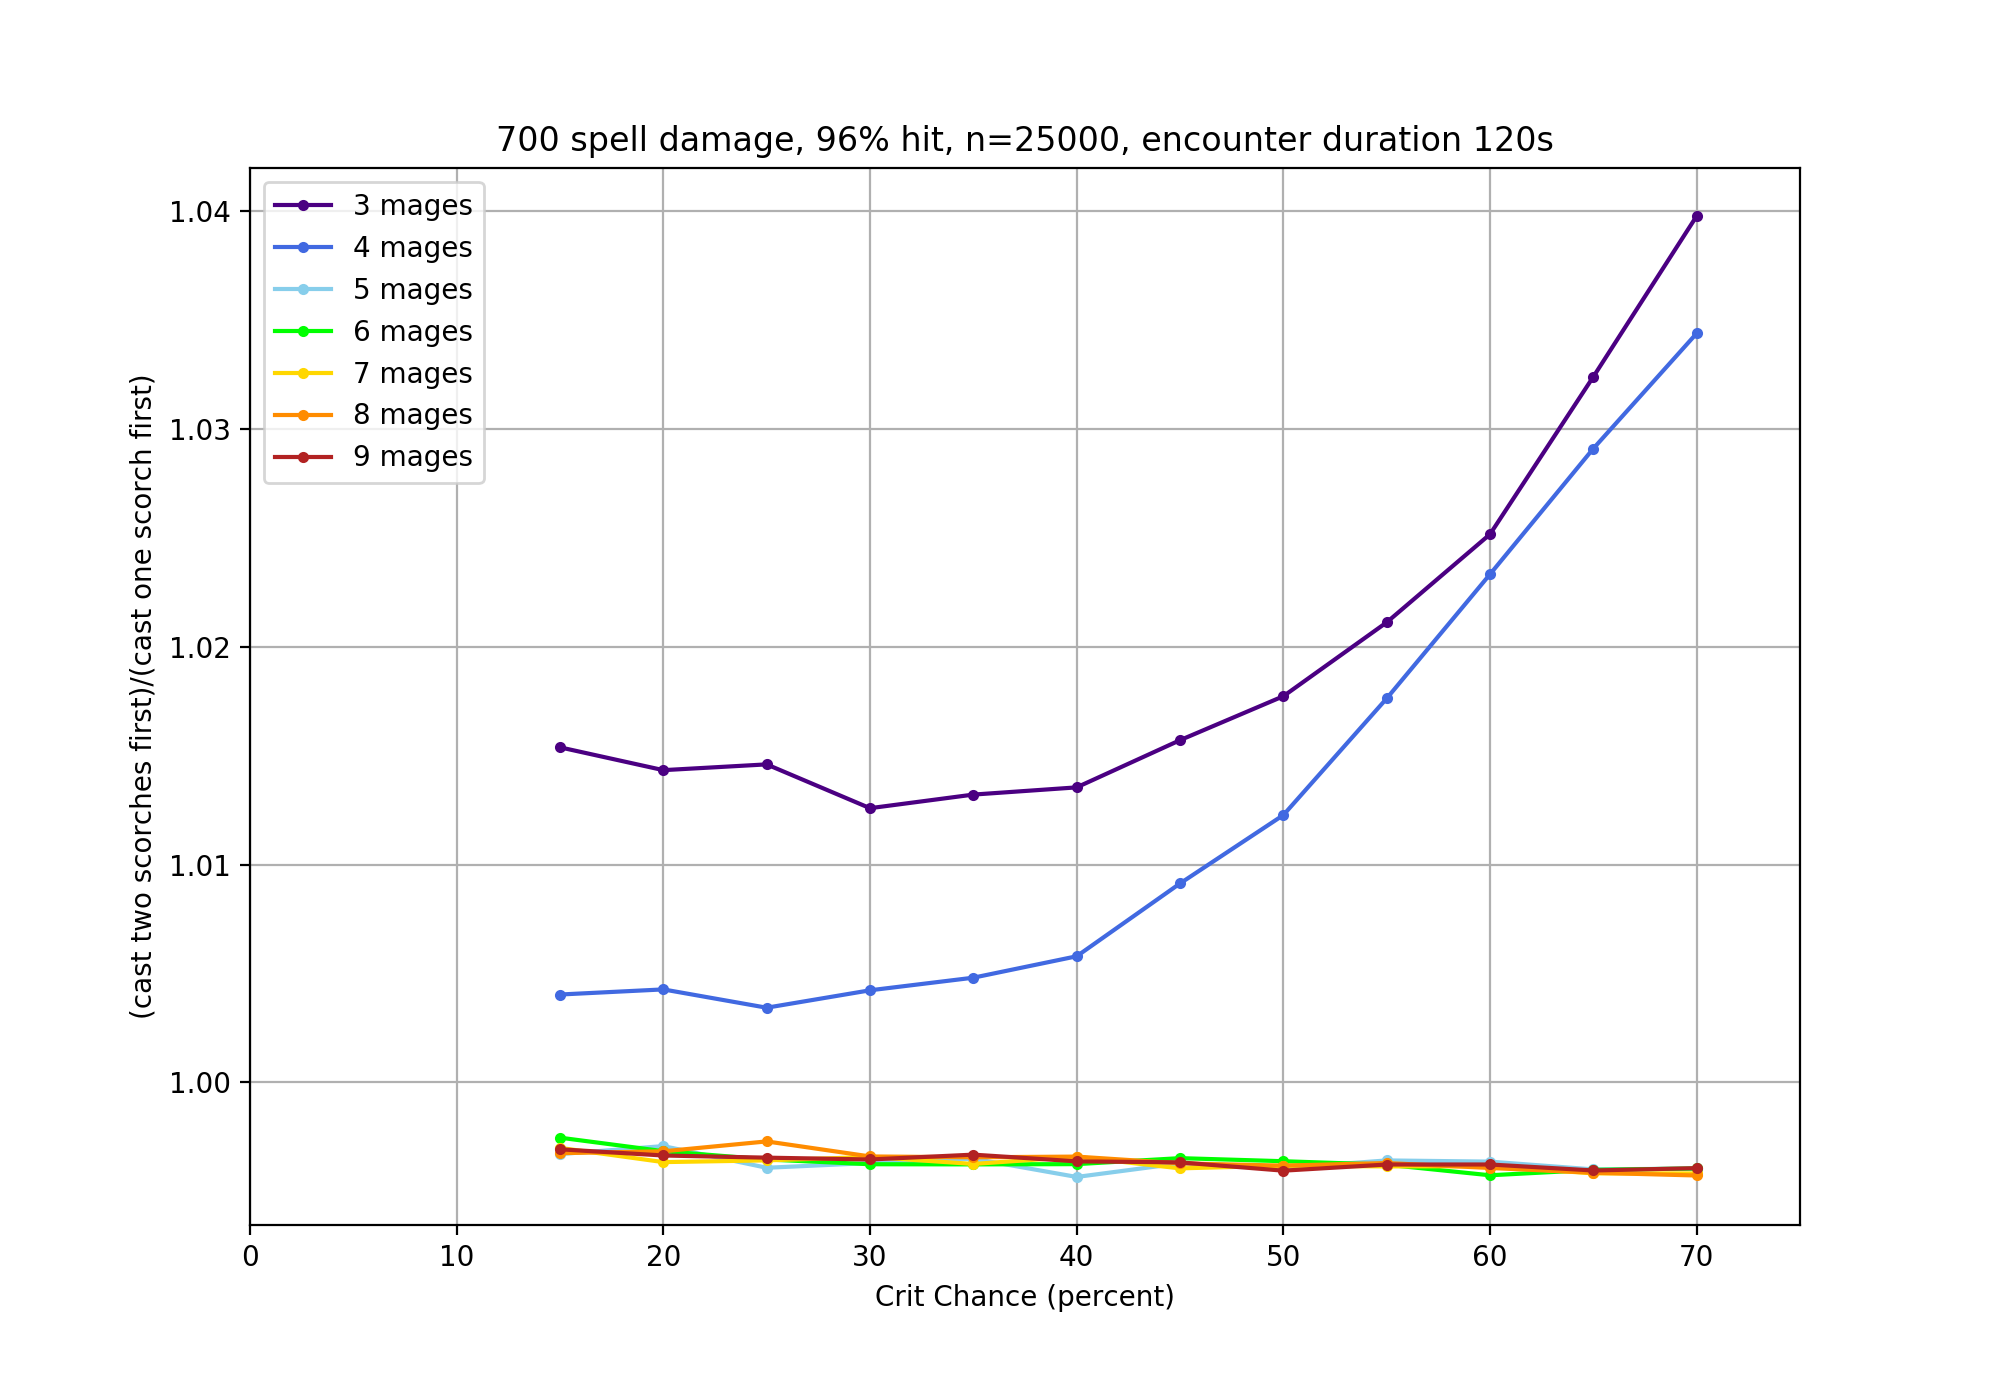 700 spell damage, 96% hit, n=25000, encounter duration 120s
3 mages
4 mages
5 mages
6 mages
7 mages
8 mages
9 mages
1.04
1.03
1.02
1.01
1.00
(cast two scorches first)/(cast one scorch first)
0 10 20 30 40 50 60 70
Crit Chance (percent)